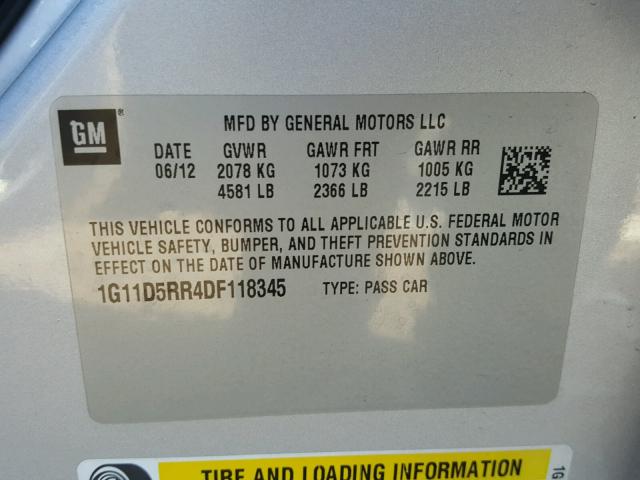 GM®
MFD BY GENERAL MOTORS LLC
DATE GVWR GAWR FRT GAWR RR
06/12 2078 KG 1073 KG 1005 KG
4581 LB 2366 LB 2215 LB
THIS VEHICLE CONFORMS TO ALL APPLICABLE U.S. FEDERAL MOTOR
VEHICLE SAFETY, BUMPER, AND THEFT PREVENTION STANDARDS IN
EFFECT ON THE DATE OF MANUFACTURE SHOWN ABOVE.
1G11D5RR4DF118345 TYPE: PASS CAR
TIRE AND LOADING INFORMATION
1G